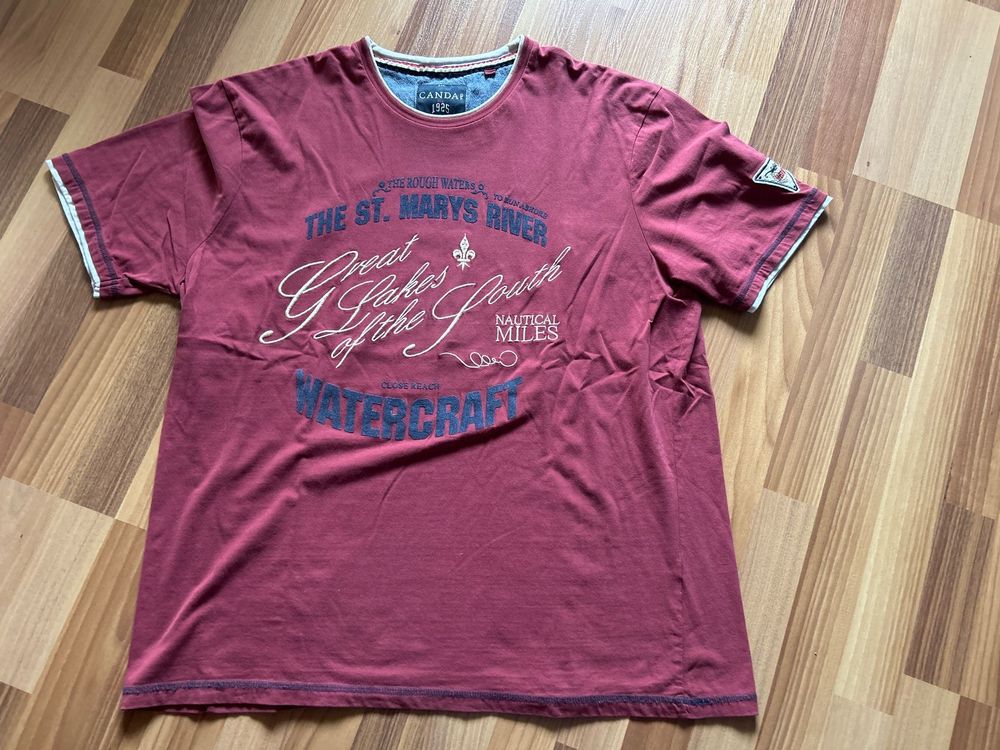 CANDA
1925
THE ROUGH WATERS
TO RUN ABOARD
THE ST. MARYS RIVER
Great
Lakes
of the South
NAUTICAL
MILES
CLOSE REACH
WATERCRAFT